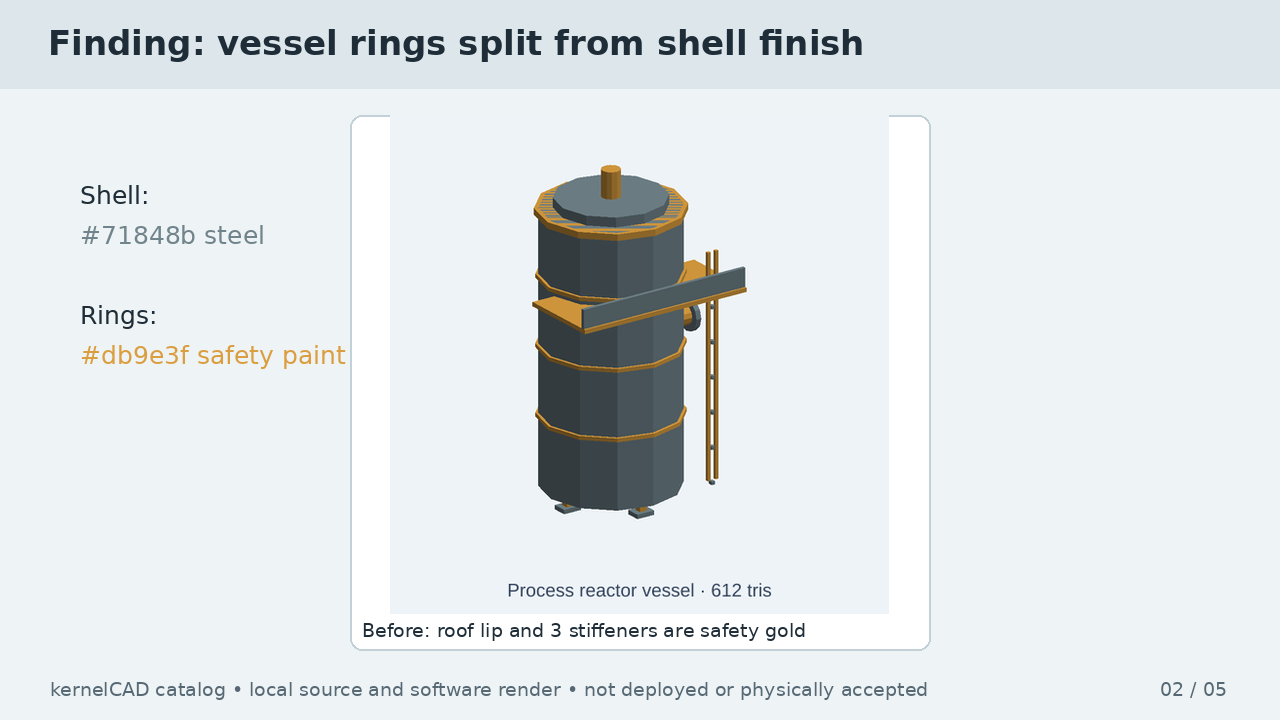 Finding: vessel rings split from shell finish
Shell:
#71848b steel
Rings:
#db9e3f safety paint
Process reactor vessel · 612 tris
Before: roof lip and 3 stiffeners are safety gold
kernelCAD catalog • local source and software render • not deployed or physically accepted
02 / 05